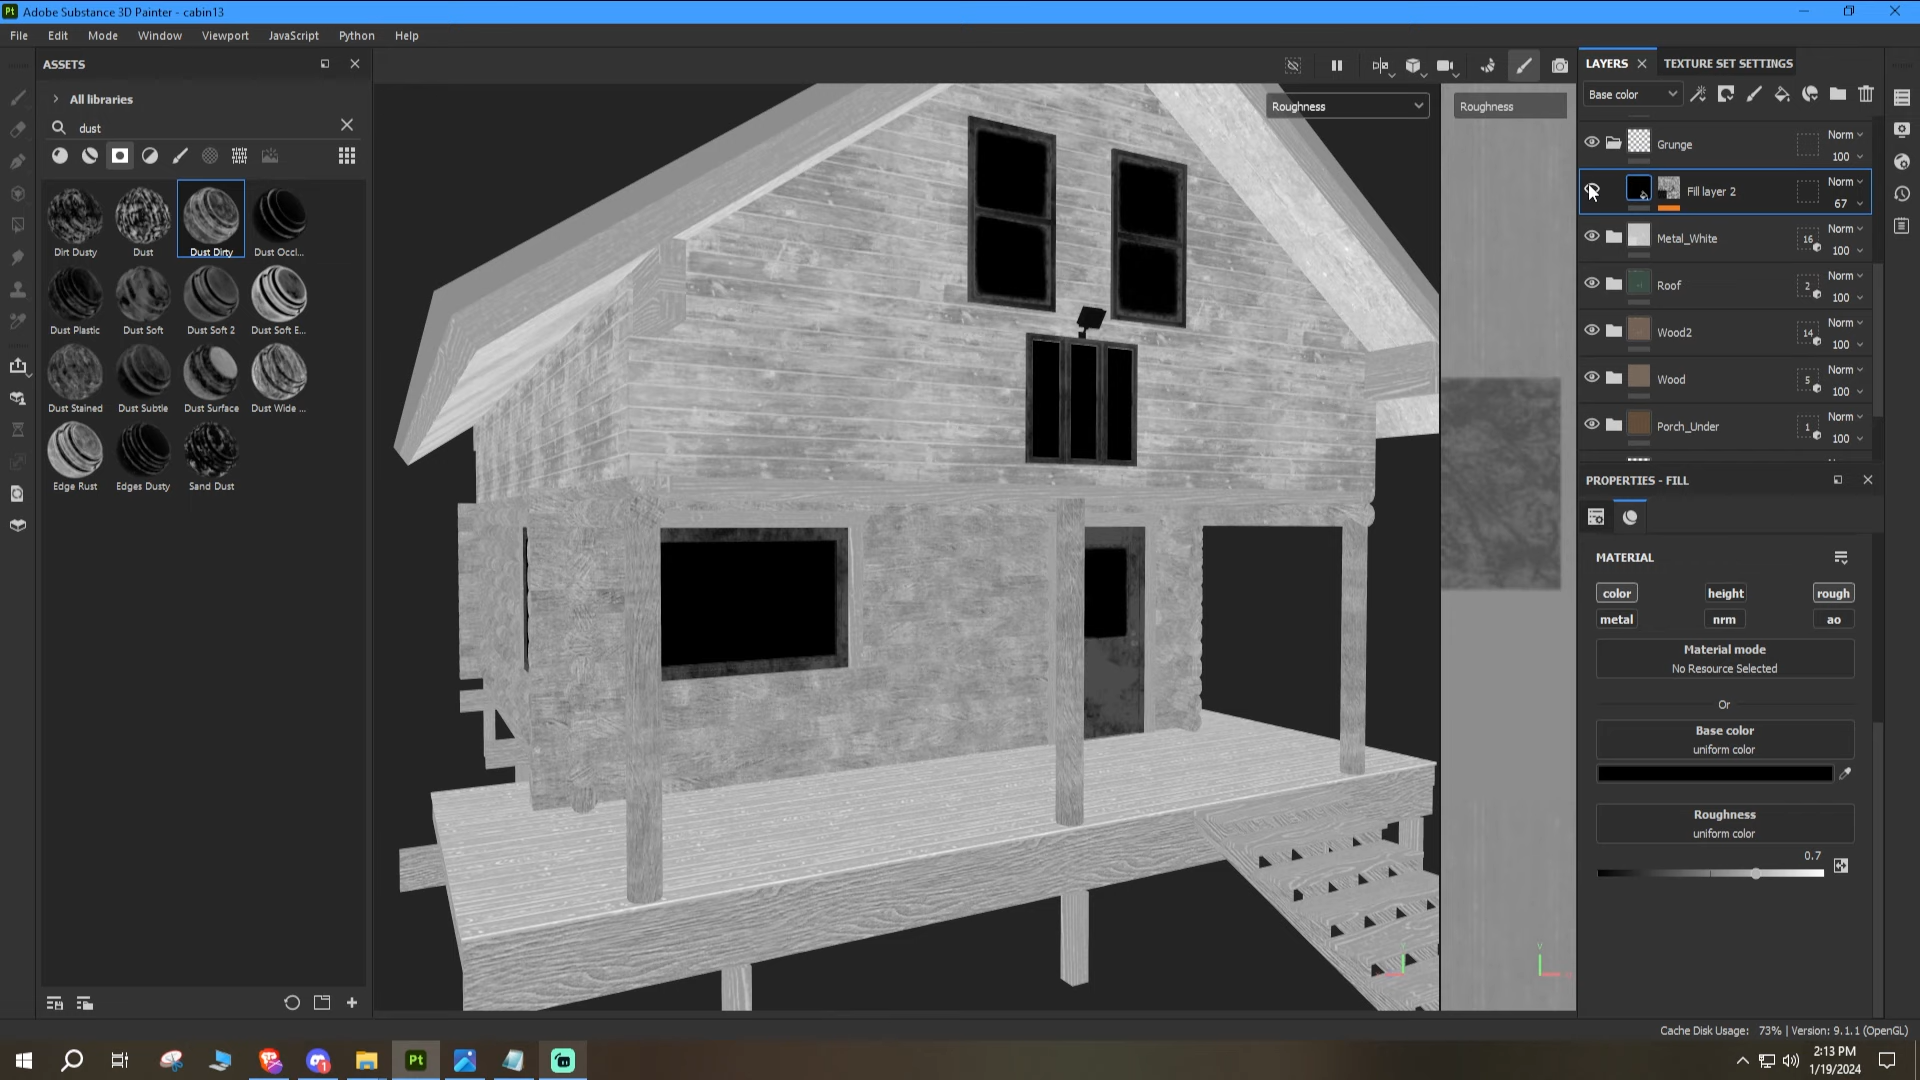 Adobe Substance 3D Painter - cabin13
File Edit Mode Window Viewport JavaScript Python Help
ASSETS
All libraries
dust
Dirt Dusty Dust Dust Dirty Dust Occl...
Dust Plastic Dust Soft Dust Soft 2 Dust Soft E...
Dust Stained Dust Subtle Dust Surface Dust Wide ...
Edge Rust Edges Dusty Sand Dust
Roughness
Roughness
LAYERS TEXTURE SET SETTINGS
Base color
Grunge Norm
100
Fill layer 2 Norm
67
Metal_White 16 Norm
100
Roof 2 Norm
100
Wood2 14 Norm
100
Wood 5 Norm
100
Porch_Under 1 Norm
100
PROPERTIES - FILL
MATERIAL
color height rough
metal nrm ao
Material mode
No Resource Selected
Or
Base color
uniform color
Roughness
uniform color
0.7
Cache Disk Usage: 73% | Version: 9.1.1 (OpenGL)
2:13 PM
1/19/2024